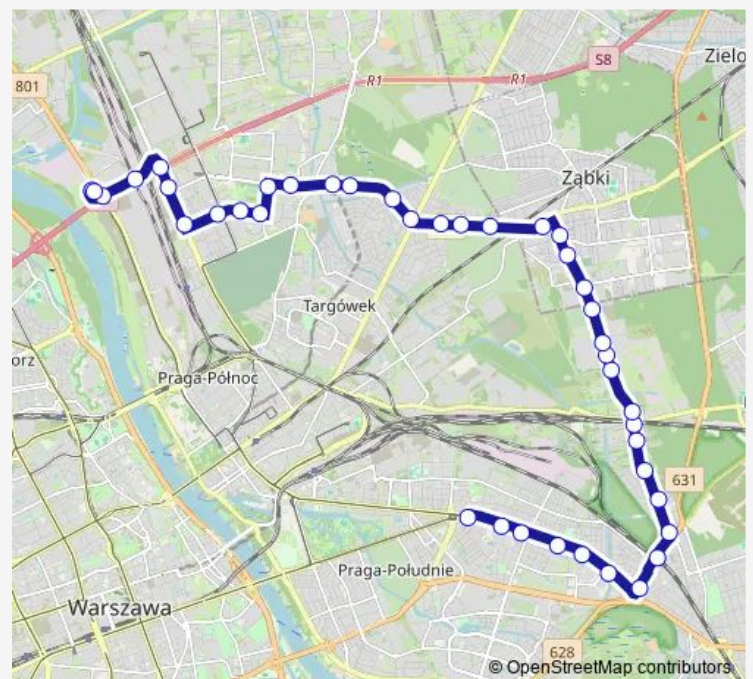 S8
Zielo
801
R1
R1
Ząbki
Targówek
orz
Praga-Północ
631
Praga-Południe
Warszawa
628
© OpenStreetMap contributors